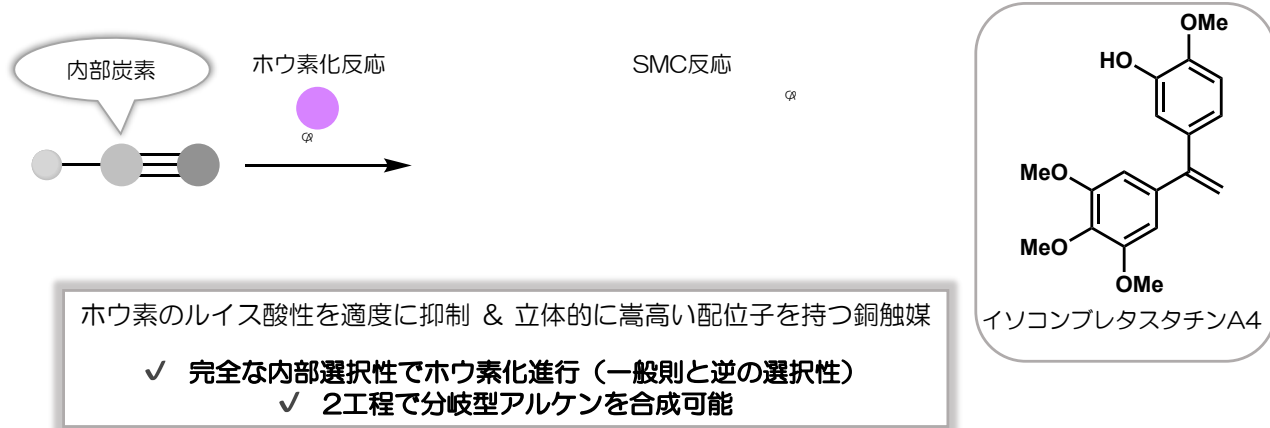 内部炭素
ホウ素化反応
SMC反応
OMe
HO
MeO
MeO
OMe
イソコンブレタスタチンA4
ホウ素のルイス酸性を適度に抑制 & 立体的に嵩高い配位子を持つ銅触媒
✓ 完全な内部選択性でホウ素化進行（一般則と逆の選択性）
✓ 2工程で分岐型アルケンを合成可能